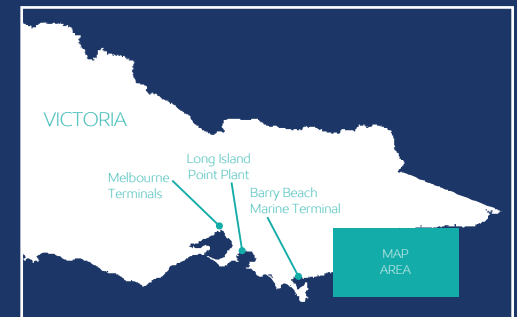 VICTORIA
Long Island
Point Plant
Melbourne
Terminals
Barry Beach
Marine Terminal
MAP
AREA